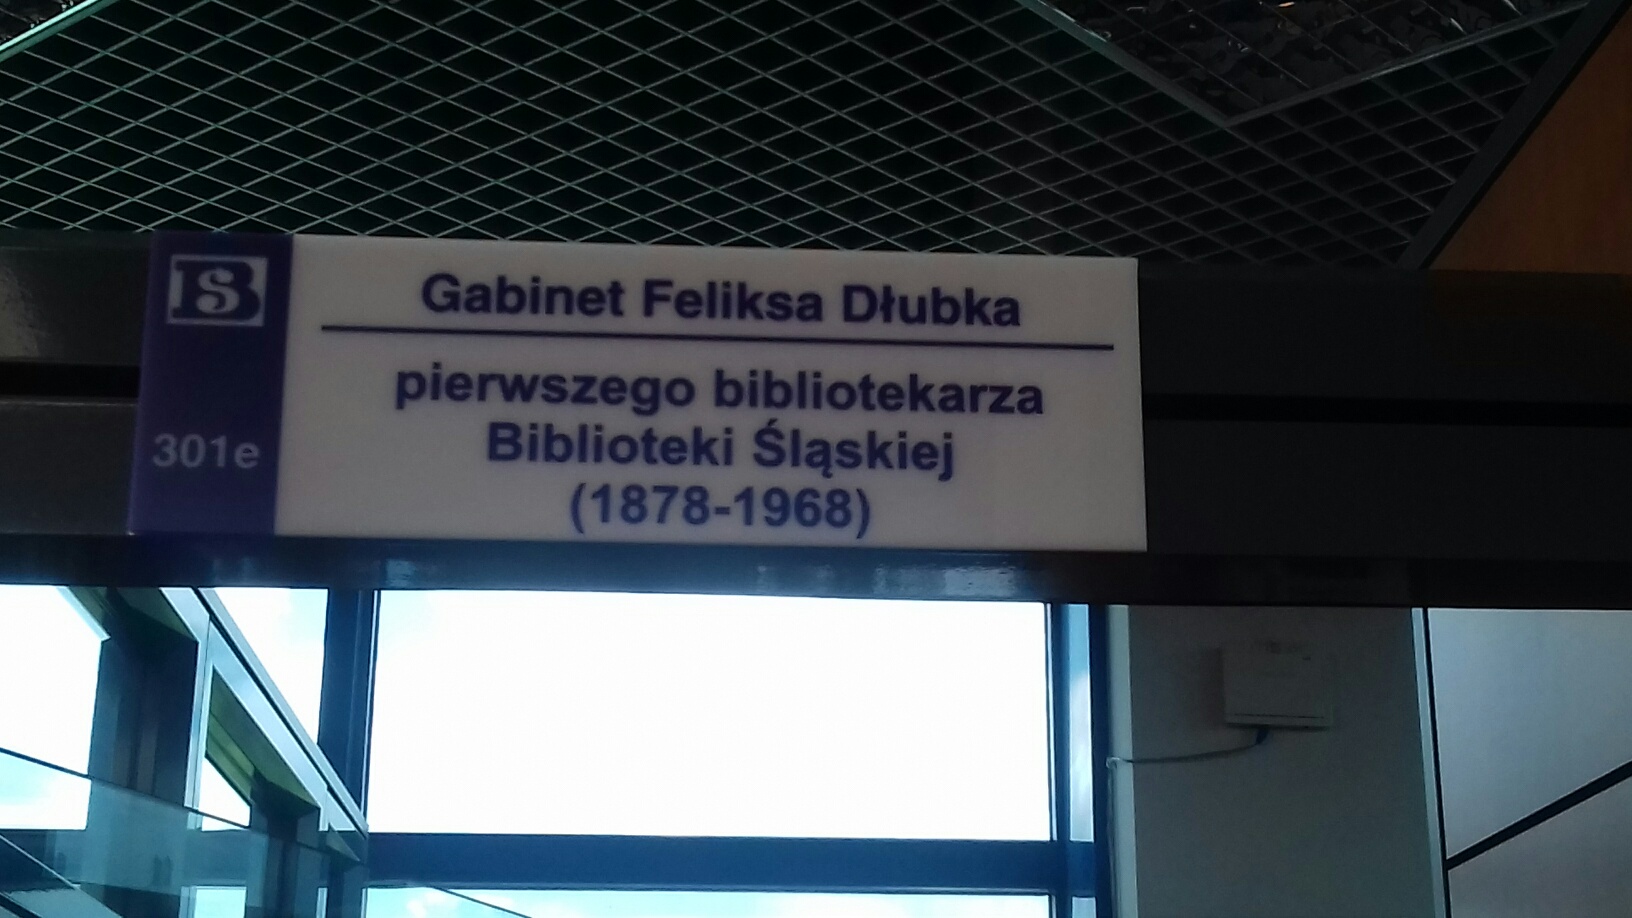 BS
Gabinet Feliksa Dłubka
pierwszego bibliotekarza
Biblioteki Śląskiej
(1878-1968)
301e